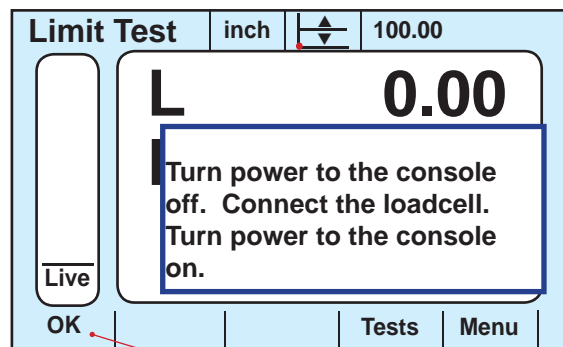 Limit Test inch 100.00
L 0.00
Turn power to the console
off. Connect the loadcell.
Turn power to the console
on.
Live
OK Tests Menu